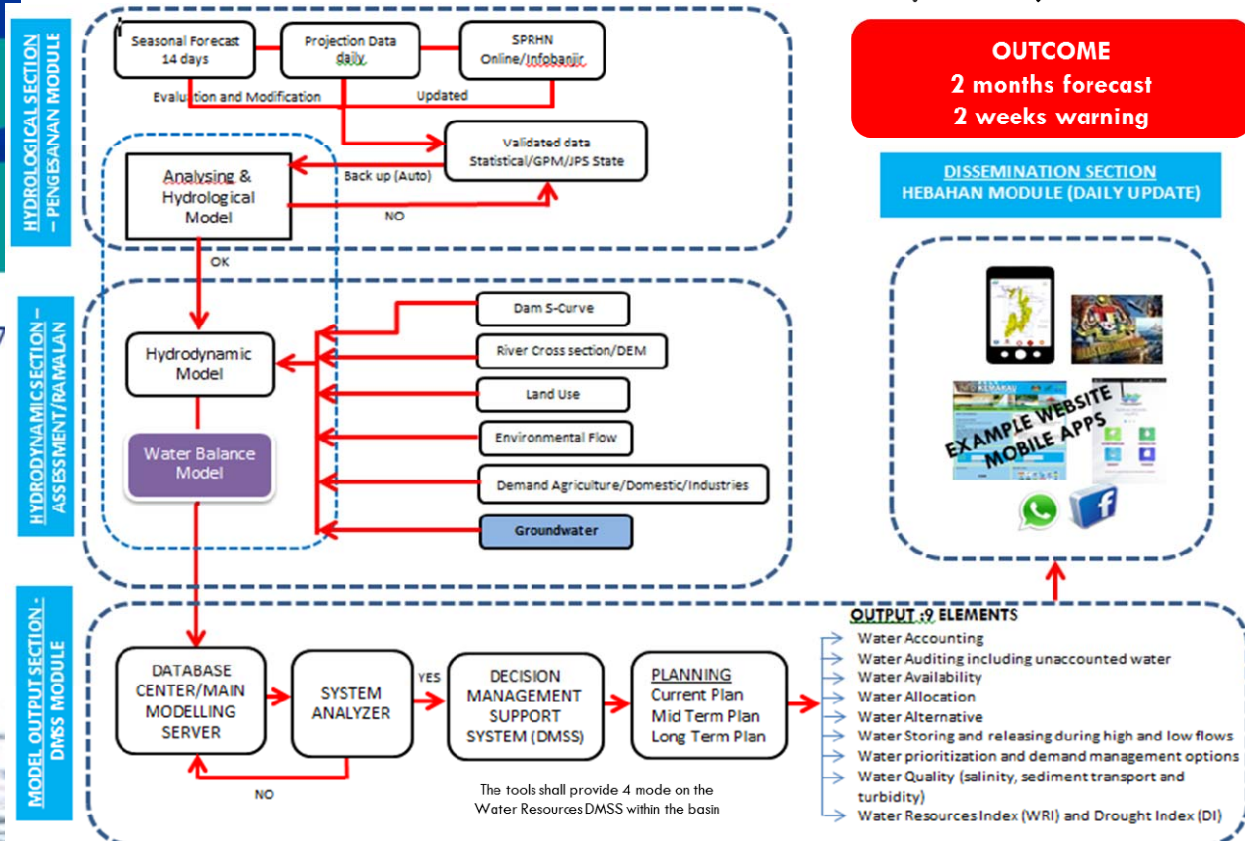 HYDROLOGICAL SECTION
– PENGESANAN MODULE
Seasonal Forecast
14 days
Projection Data
daily
SPRHN
Online/Infobanjir
Evaluation and Modification
Updated
Validated data
Statistical/GPM/JPS State
Analysing &
Hydrological
Model
Back up (Auto)
NO
OK
OUTCOME
2 months forecast
2 weeks warning
DISSEMINATION SECTION
HEBAHAN MODULE (DAILY UPDATE)
EXAMPLE WEBSITE
MOBILE APPS
HYDRODYNAMIC SECTION –
ASSESSMENT/RAMALAN
Hydrodynamic
Model
Water Balance
Model
Dam S-Curve
River Cross section/DEM
Land Use
Environmental Flow
Demand Agriculture/Domestic/Industries
Groundwater
MODEL OUTPUT SECTION -
DMSS MODULE
DATABASE
CENTER/MAIN
MODELLING
SERVER
SYSTEM
ANALYZER
YES
NO
DECISION
MANAGEMENT
SUPPORT
SYSTEM (DMSS)
PLANNING
Current Plan
Mid Term Plan
Long Term Plan
The tools shall provide 4 mode on the
Water Resources DMSS within the basin
OUTPUT :9 ELEMENTS
Water Accounting
Water Auditing including unaccounted water
Water Availability
Water Allocation
Water Alternative
Water Storing and releasing during high and low flows
Water prioritization and demand management options
Water Quality (salinity, sediment transport and
turbidity)
Water Resources Index (WRI) and Drought Index (DI)